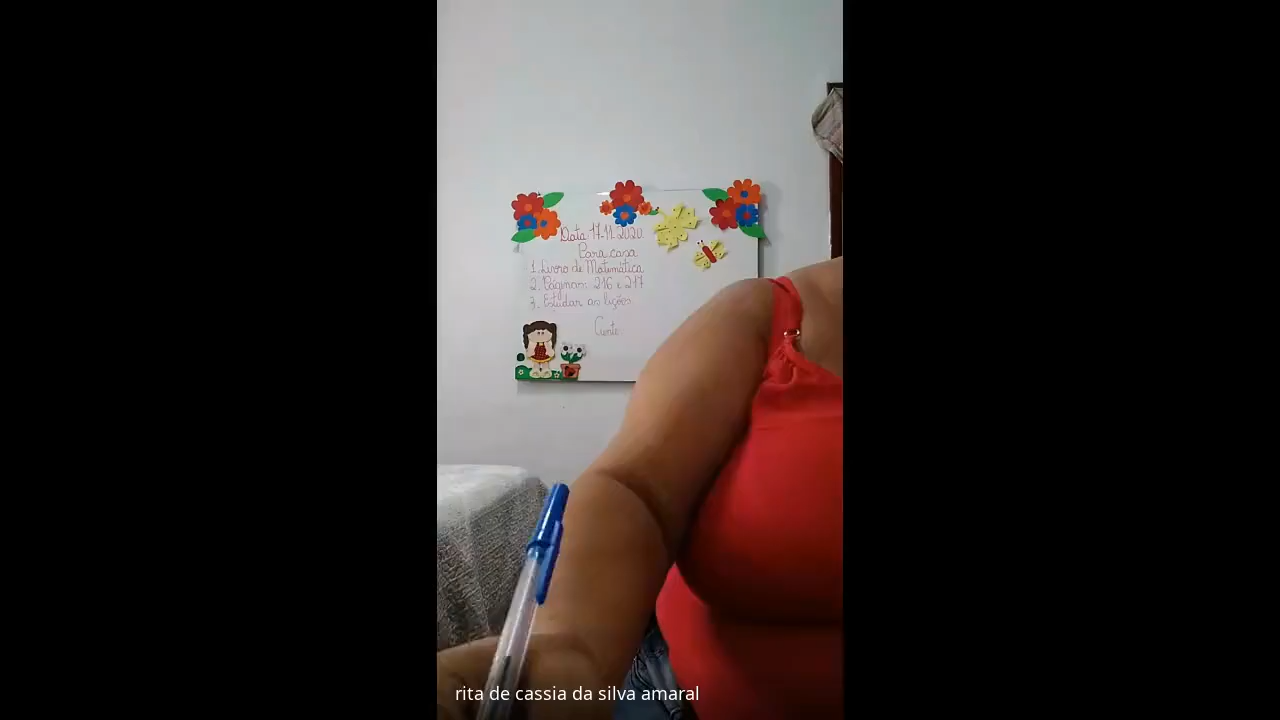 Data 17.11.2020
Para casa
1. Livro de Matemática
2. Páginas 216 e 217
3. Estudar as lições
Ciente
rita de cassia da silva amaral